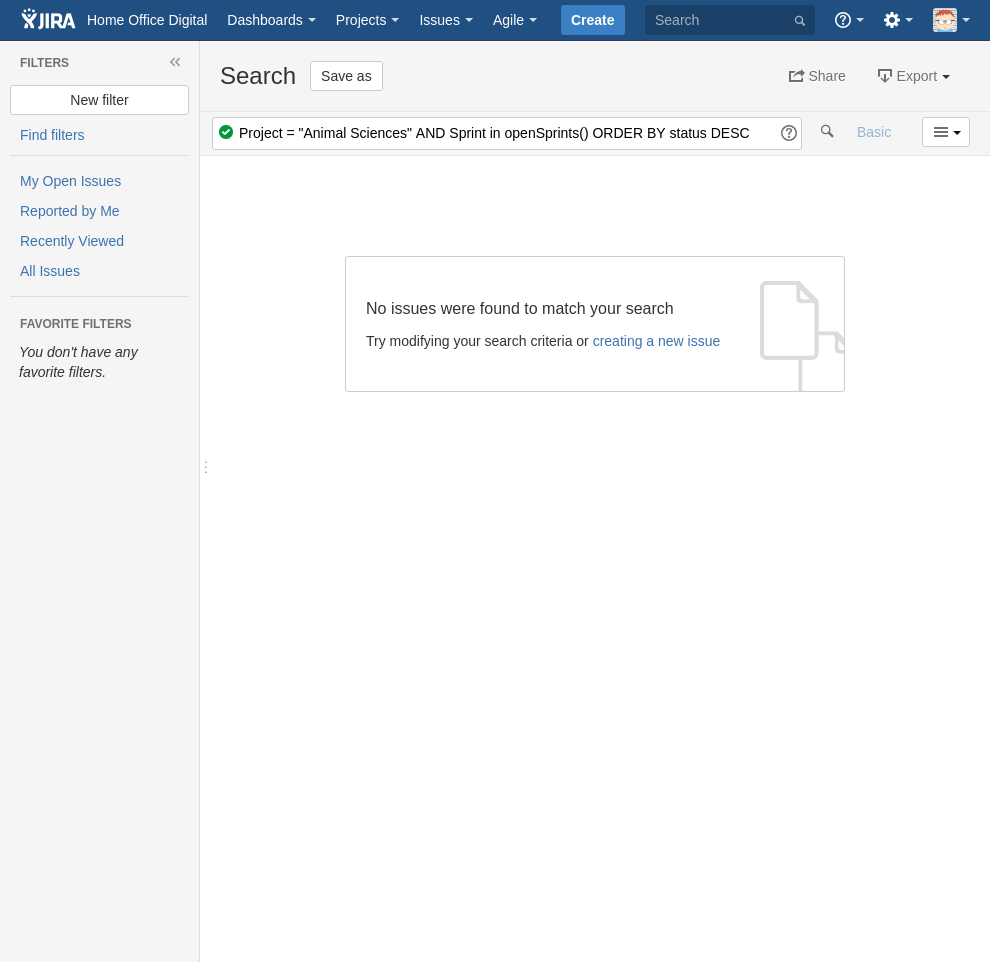 JIRA Home Office Digital Dashboards Projects Issues Agile Create Search
FILTERS
New filter
Find filters
My Open Issues
Reported by Me
Recently Viewed
All Issues
FAVORITE FILTERS
You don't have any
favorite filters.
Search Save as Share Export
Project = "Animal Sciences" AND Sprint in openSprints() ORDER BY status DESC Basic
No issues were found to match your search
Try modifying your search criteria or creating a new issue